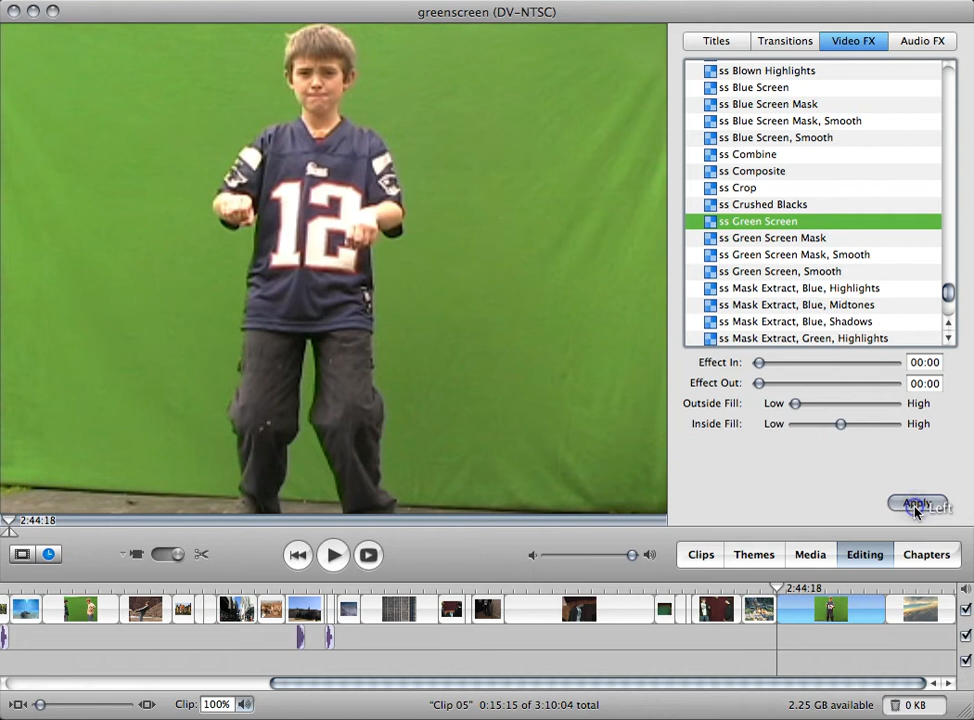 greenscreen (DV-NTSC)
Titles
Transitions
Video FX
Audio FX
ss Blown Highlights
ss Blue Screen
ss Blue Screen Mask
ss Blue Screen Mask, Smooth
ss Blue Screen, Smooth
ss Combine
ss Composite
ss Crop
ss Crushed Blacks
ss Green Screen
ss Green Screen Mask
ss Green Screen Mask, Smooth
ss Green Screen, Smooth
ss Mask Extract, Blue, Highlights
ss Mask Extract, Blue, Midtones
ss Mask Extract, Blue, Shadows
ss Mask Extract, Green, Highlights
Effect In: 00:00
Effect Out: 00:00
Outside Fill: Low High
Inside Fill: Low High
Apply Left
12
2:44:18
Clips
Themes
Media
Editing
Chapters
2:44:18
Clip: 100%
"Clip 05" 0:15:15 of 3:10:04 total
2.25 GB available
0 KB